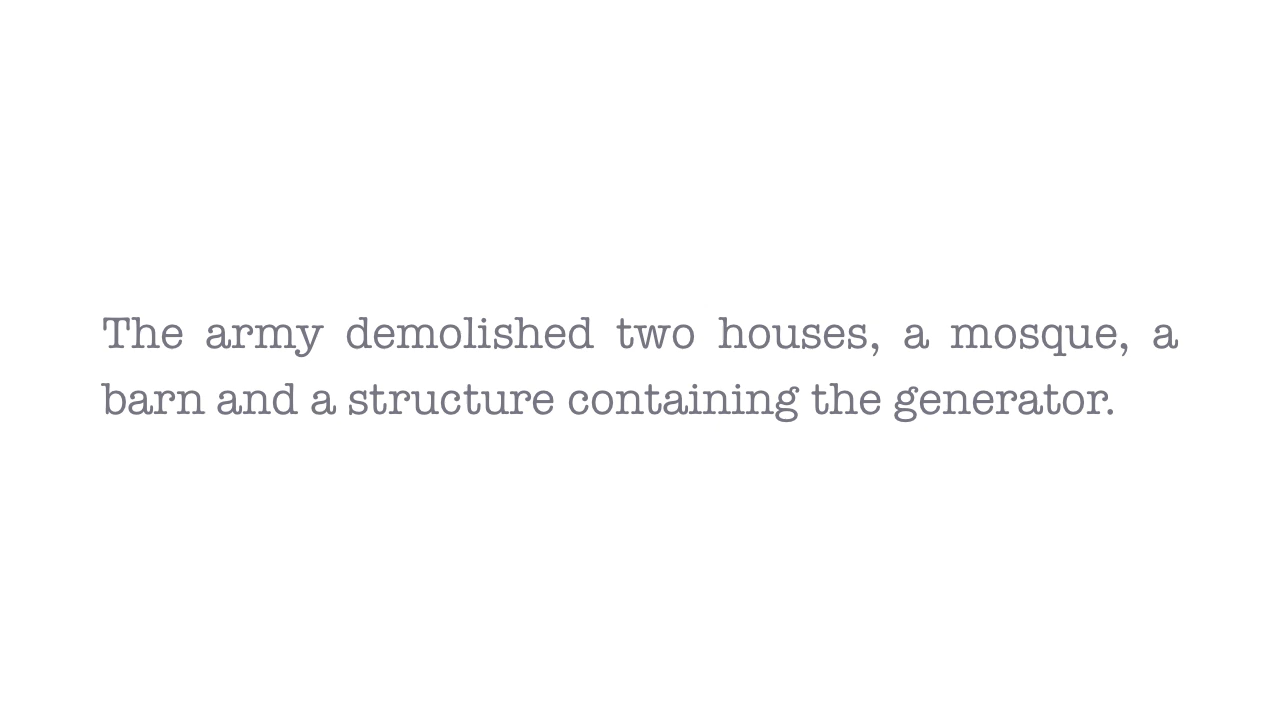 The army demolished two houses, a mosque, a
barn and a structure containing the generator.